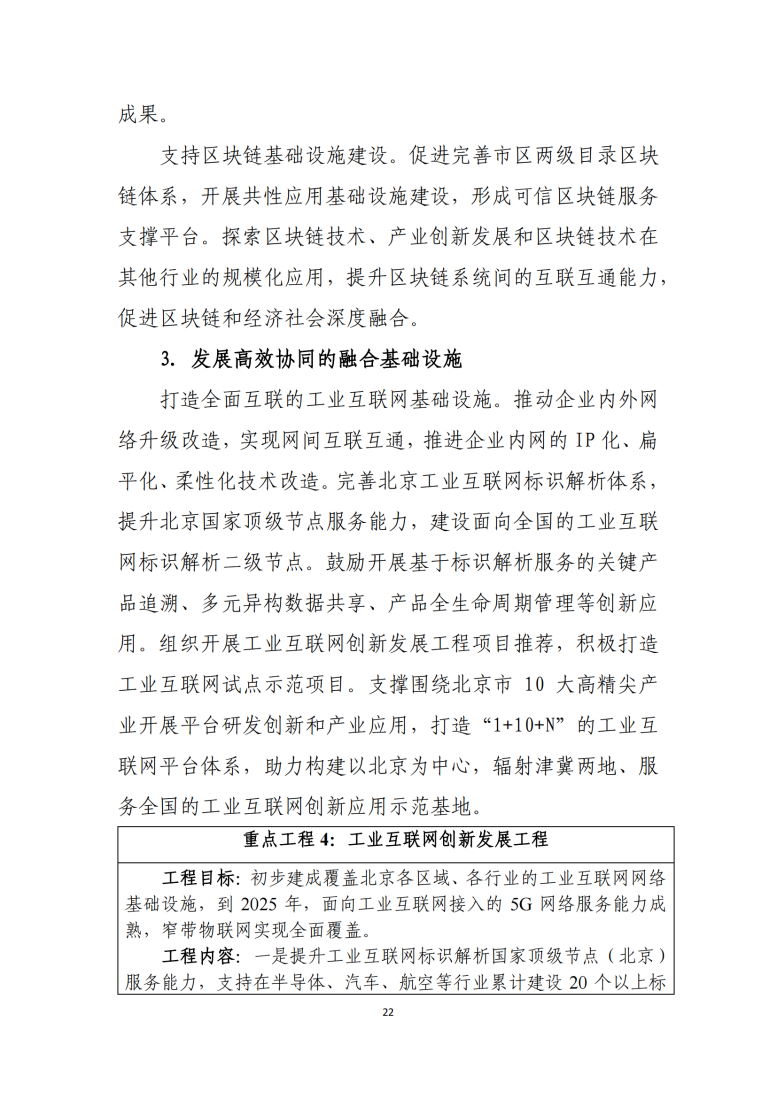 成果。
支持区块链基础设施建设。促进完善市区两级目录区块
链体系，开展共性应用基础设施建设，形成可信区块链服务
支撑平台。探索区块链技术、产业创新发展和区块链技术在
其他行业的规模化应用，提升区块链系统间的互联互通能力，
促进区块链和经济社会深度融合。
3. 发展高效协同的融合基础设施
打造全面互联的工业互联网基础设施。推动企业内外网
络升级改造，实现网间互联互通，推进企业内网的 IP 化、扁
平化、柔性化技术改造。完善北京工业互联网标识解析体系，
提升北京国家顶级节点服务能力，建设面向全国的工业互联
网标识解析二级节点。鼓励开展基于标识解析服务的关键产
品追溯、多元异构数据共享、产品全生命周期管理等创新应
用。组织开展工业互联网创新发展工程项目推荐，积极打造
工业互联网试点示范项目。支撑围绕北京市 10 大高精尖产
业开展平台研发创新和产业应用，打造“1+10+N”的工业互
联网平台体系，助力构建以北京为中心，辐射津冀两地、服
务全国的工业互联网创新应用示范基地。
重点工程 4：工业互联网创新发展工程
工程目标：初步建成覆盖北京各区域、各行业的工业互联网网络
基础设施，到 2025 年，面向工业互联网接入的 5G 网络服务能力成
熟，窄带物联网实现全面覆盖。
工程内容：一是提升工业互联网标识解析国家顶级节点（北京）
服务能力，支持在半导体、汽车、航空等行业累计建设 20 个以上标
22